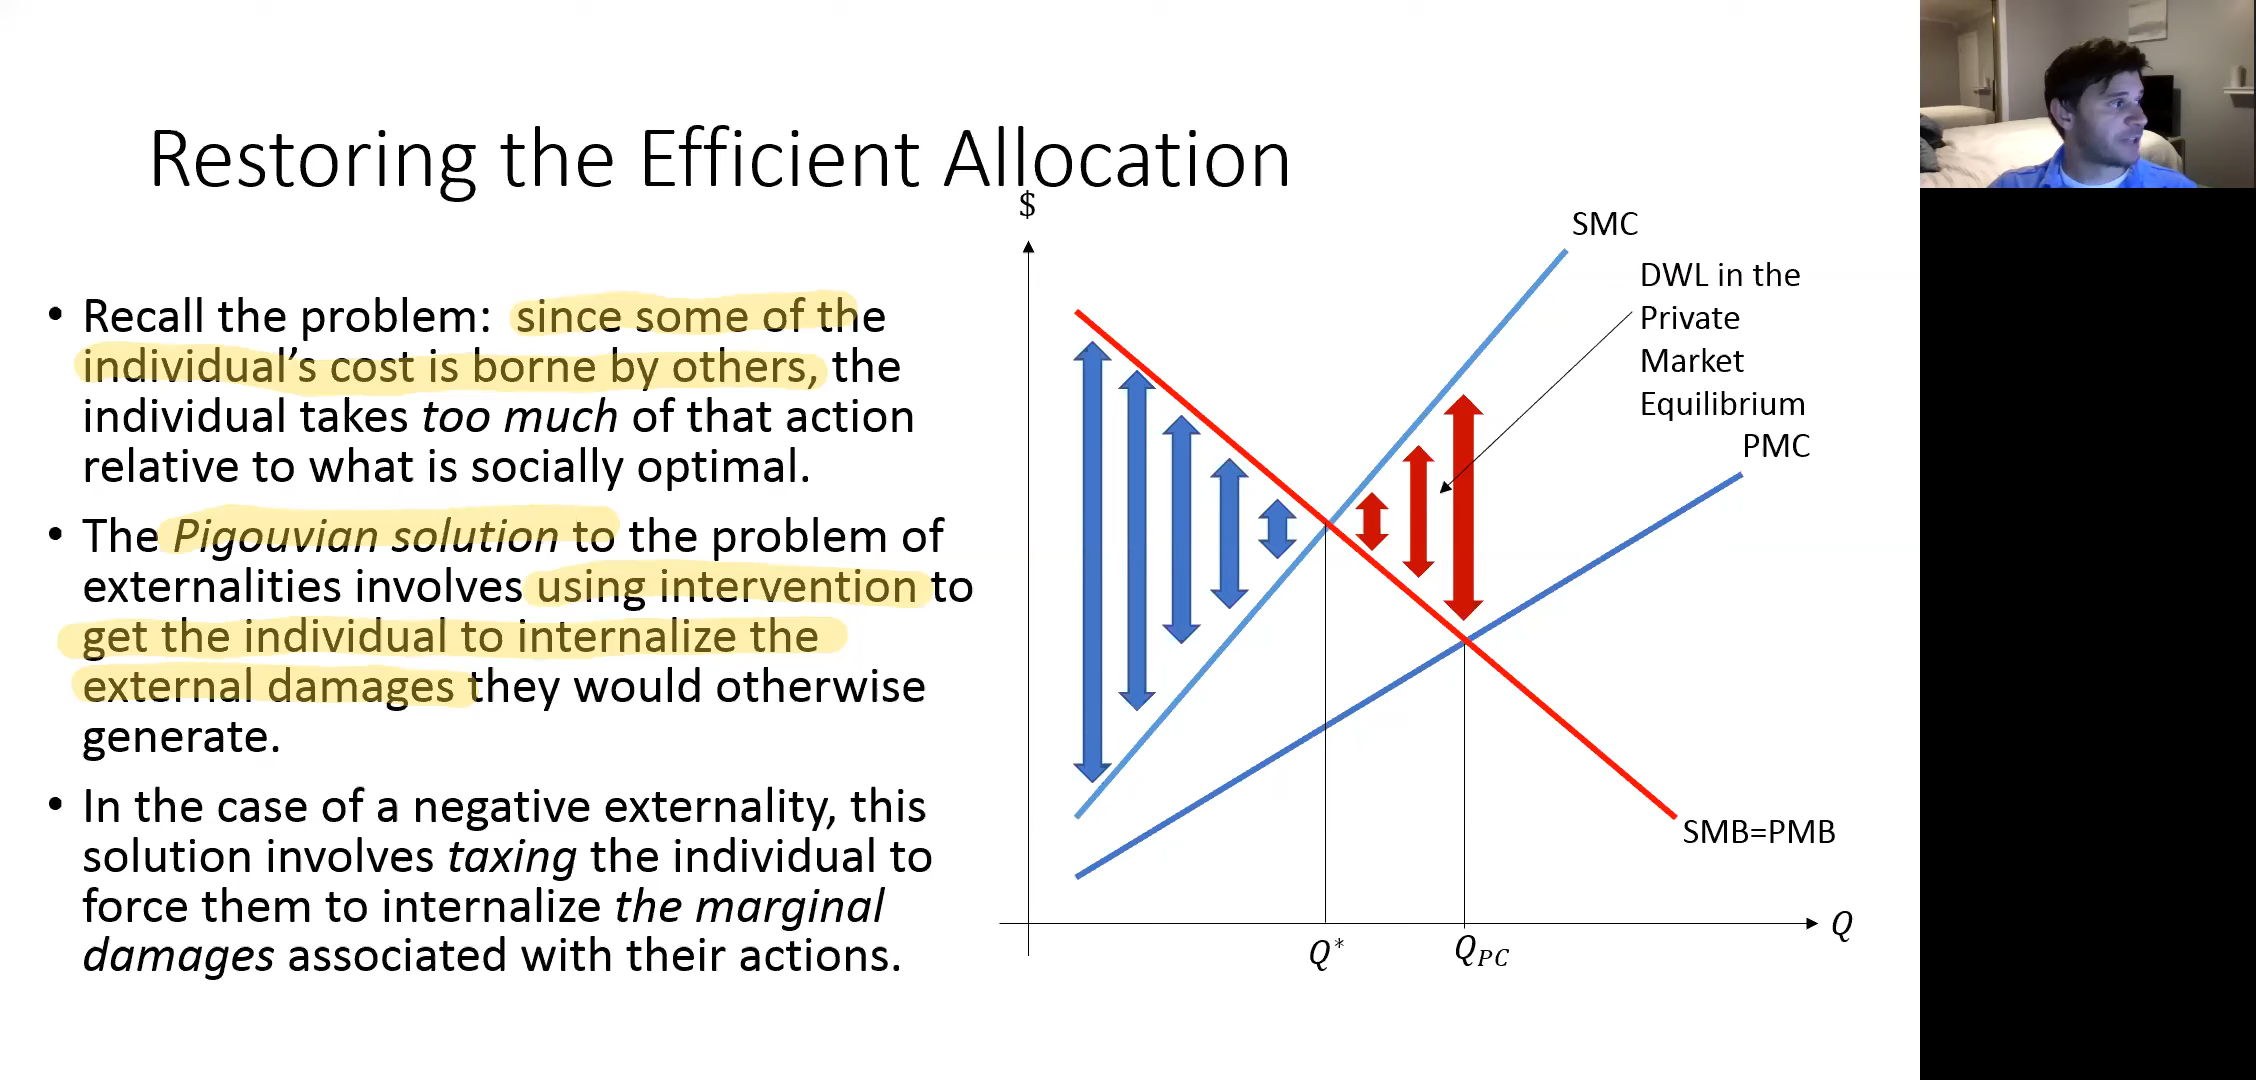 Restoring the Efficient Allocation
• Recall the problem: since some of the
individual’s cost is borne by others, the
individual takes too much of that action
relative to what is socially optimal.
• The Pigouvian solution to the problem of
externalities involves using intervention to
get the individual to internalize the
external damages they would otherwise
generate.
• In the case of a negative externality, this
solution involves taxing the individual to
force them to internalize the marginal
damages associated with their actions.
$
SMC
DWL in the
Private
Market
Equilibrium
PMC
SMB=PMB
Q
Q*
Q_PC